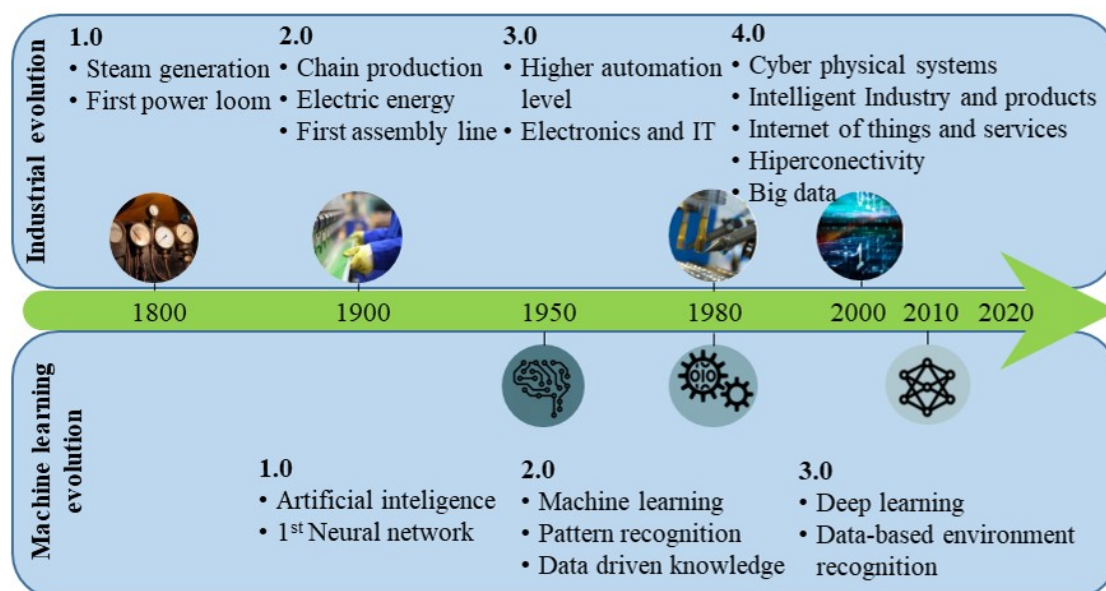 Industrial evolution
1.0
• Steam generation
• First power loom
2.0
• Chain production
• Electric energy
• First assembly line
3.0
• Higher automation
level
• Electronics and IT
4.0
• Cyber physical systems
• Intelligent Industry and products
• Internet of things and services
• Hiperconectivity
• Big data
1800
1900
1950
1980
2000
2010
2020
Machine learning
evolution
OIO
1.0
• Artificial inteligence
• 1st Neural network
2.0
• Machine learning
• Pattern recognition
• Data driven knowledge
3.0
• Deep learning
• Data-based environment
recognition